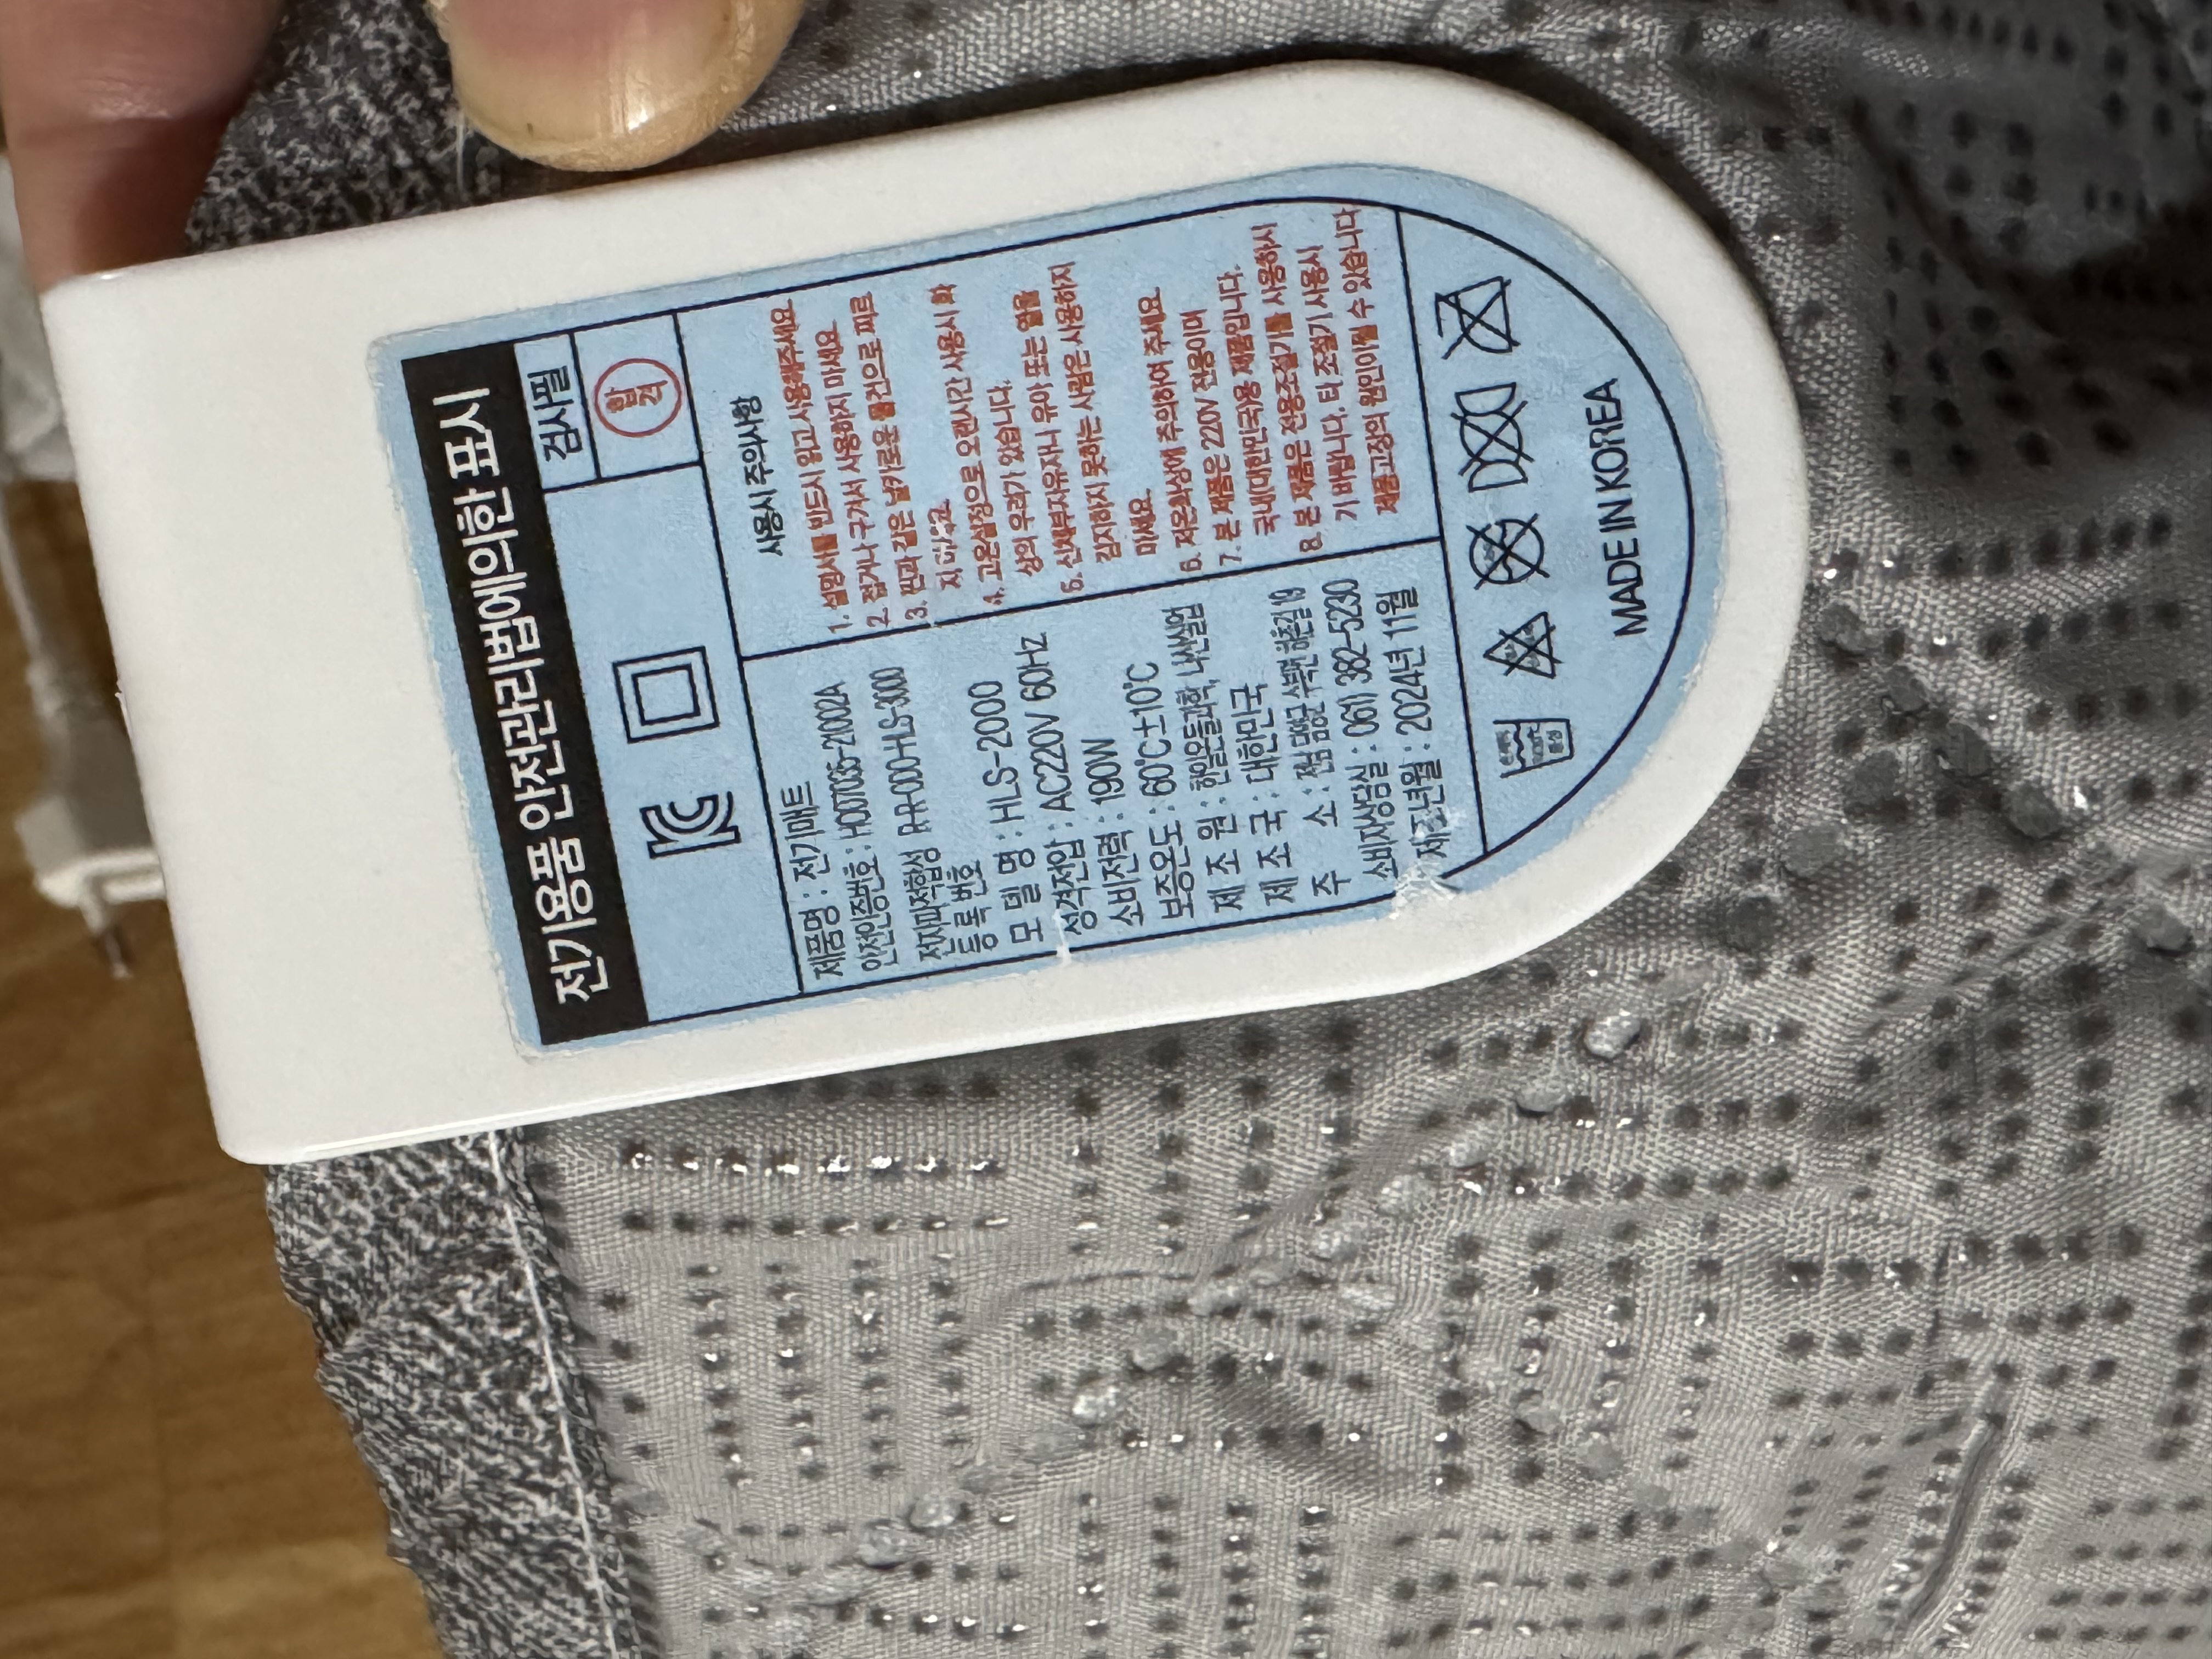 전기용품 안전관리법에의한 표시
검사필
합격
제품명 : 전기매트
안전인증번호 : H007035-21002A
전자파적합성 R-R-000-HLS-3000
등록번호
모 델 명 : HLS-2000
정격전압 : AC220V 60Hz
소비전력 : 190W
보증온도 : 60℃±10℃
제 조 원 : 한일온돌과학,
제 조 국 : 대한민국
주 소 : 전남 담양군 수북면
소비자상담실 : 061) 382-5230
제조년월 : 2024년 11월
사용시 주의사항
1. 설명서를 반드시 읽고 사용해주세요
2. 접거나 구겨서 사용하지 마세요
3. 핀과 같은 날카로운 물건으로 찌르
지 마시고
4. 고온설정으로 오랜시간 사용시 화
상의 우려가 있습니다.
5. 신체부자유자나 유아 또는 열을
감지하지 못하는 사람은 사용하지
마세요
6. 저온화상에 주의하여 주세요
7. 본 제품은 220V 전용이며
국내(대한민국)용 제품입니다.
8. 본 제품은 전용조절기를 사용하시
기 바랍니다. 타 조절기 사용시
제품고장의 원인이 될 수 있습니다
MADE IN KOREA